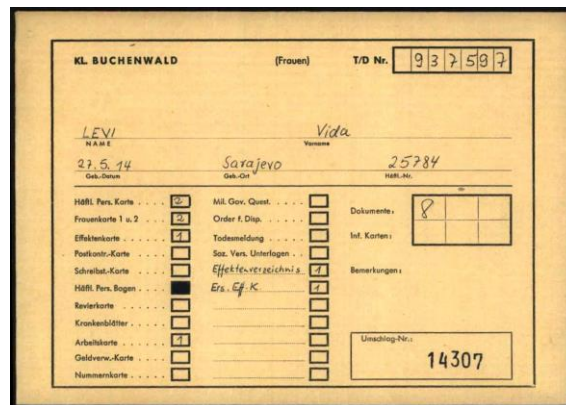 KL. BUCHENWALD (Frauen) T/D Nr. 937597
LEVI Vida
NAME Vorname
27.5.14 Sarajevo 25784
Geb.-Datum Geb.-Ort Häftl.-Nr.
Häftl. Pers. Karte . . . . 2 Mil. Gov. Quest. . . . .
Frauenkarte 1 u. 2 . . . 2 Order f. Disp. . . . . . Dokumente: 8
Effektenkarte . . . . . 1 Todesmeldung . . . . . Inf. Karten:
Postkontr.-Karte . . . . Soz. Vers. Unterlagen . .
Schreibst.-Karte . . . . Effektenverzeichnis 1 Bemerkungen:
Häftl. Pers. Bogen . . . . Ers. Eff. K. 1
Revierkarte . . . . . .
Krankenblätter . . . . .
Arbeitskarte . . . . . 1 Umschlag-Nr.:
Geldverw.-Karte . . . . 14307
Nummernkarte . . . . .